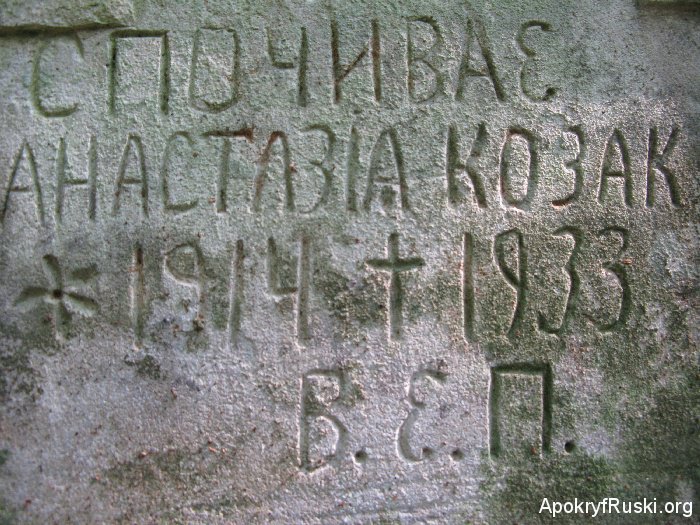 СПОЧИВАЄ
АНАСТАЗІА КОЗАК
* 1914 † 1933
В. Є. П.
ApokryfRuski.org